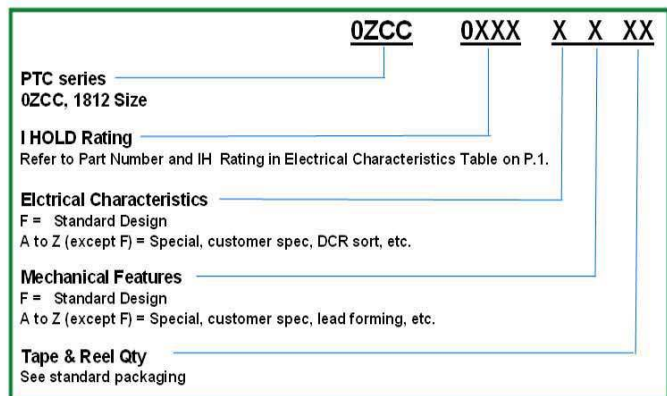 0ZCC 0XXX X X XX
PTC series
0ZCC, 1812 Size
I HOLD Rating
Refer to Part Number and IH Rating in Electrical Characteristics Table on P.1.
Elctrical Characteristics
F = Standard Design
A to Z (except F) = Special, customer spec, DCR sort, etc.
Mechanical Features
F = Standard Design
A to Z (except F) = Special, customer spec, lead forming, etc.
Tape & Reel Qty
See standard packaging